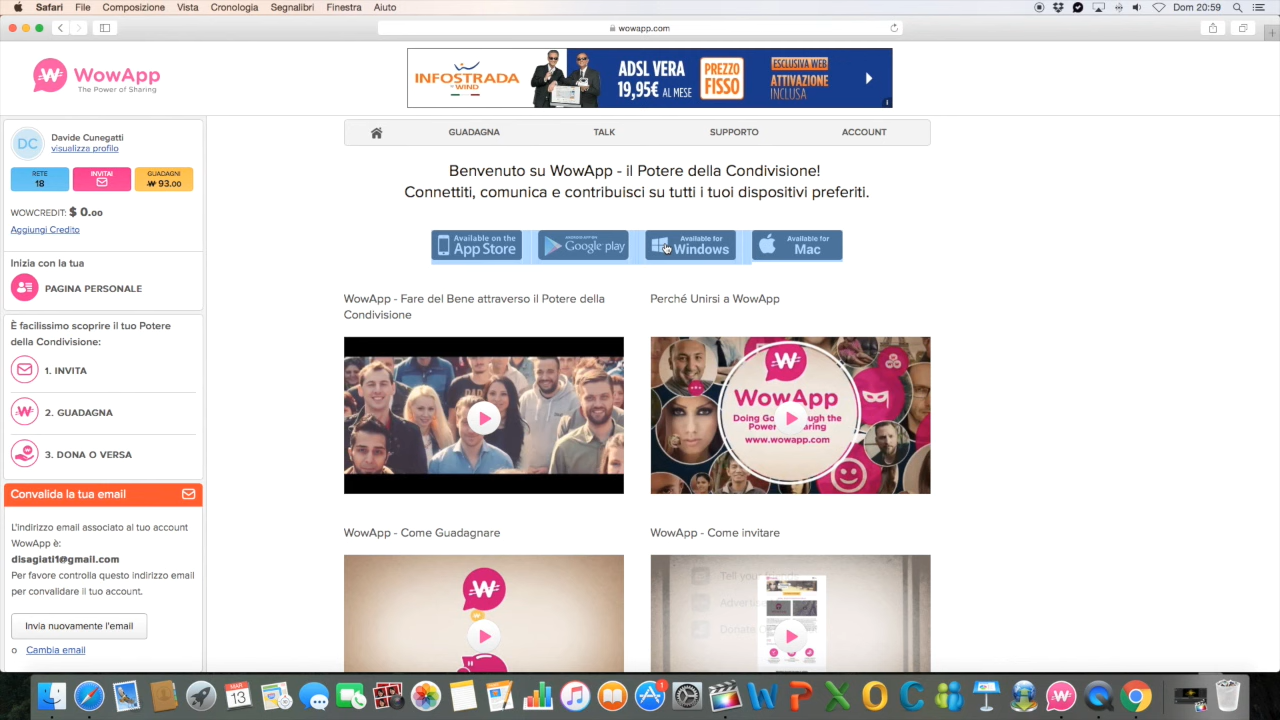 Safari File Composizione Vista Cronologia Segnalibri Finestra Aiuto
Dom 20:59
wowapp.com
WowApp
The Power of Sharing
INFOSTRADA
WIND
ADSL VERA
19,95€ AL MESE
PREZZO
FISSO
ESCLUSIVA WEB
ATTIVAZIONE
INCLUSA
DC
Davide Cunegatti
visualizza profilo
RETE
18
INVITAI
GUADAGNI
93.00
WOWCREDIT: $ 0.00
Aggiungi Credito
Inizia con la tua
PAGINA PERSONALE
È facilissimo scoprire il tuo Potere
della Condivisione:
1. INVITA
2. GUADAGNA
3. DONA O VERSA
Convalida la tua email
L'indirizzo email associato al tuo account
WowApp è:
disagiati1@gmail.com
Per favore controlla questo indirizzo email
per convalidare il tuo account.
Invia nuovamente l'email
o Cambia email
GUADAGNA TALK SUPPORTO ACCOUNT
Benvenuto su WowApp - il Potere della Condivisione!
Connettiti, comunica e contribuisci su tutti i tuoi dispositivi preferiti.
Available on the
App Store
Google play
Available for
Windows
Available for
Mac
WowApp - Fare del Bene attraverso il Potere della
Condivisione
Perché Unirsi a WowApp
WowApp
www.wowapp.com
WowApp - Come Guadagnare
WowApp - Come invitare
Tell your
MAR
13
1